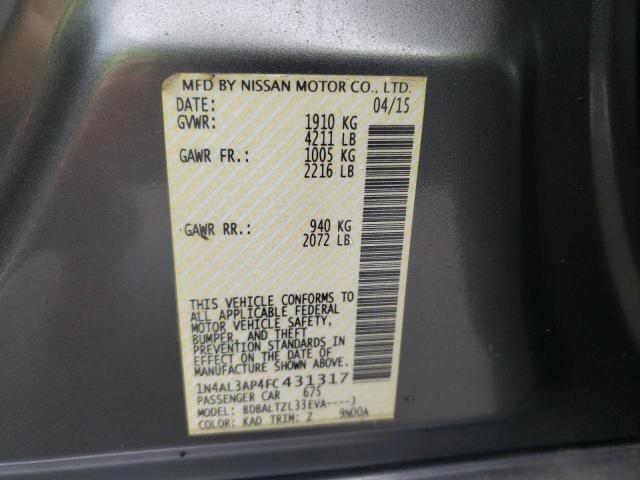 MFD BY NISSAN MOTOR CO., LTD.
DATE: 04/15
GVWR: 1910 KG
4211 LB
GAWR FR.: 1005 KG
2216 LB
GAWR RR.: 940 KG
2072 LB
THIS VEHICLE CONFORMS TO
ALL APPLICABLE FEDERAL
MOTOR VEHICLE SAFETY,
BUMPER, AND THEFT
PREVENTION STANDARDS IN
EFFECT ON THE DATE OF
MANUFACTURE SHOWN ABOVE.
1N4AL3AP4FC431317
PASSENGER CAR 675
MODEL: BDBALTZL33EVA----J
COLOR: KAD TRIM: Z 9N00A